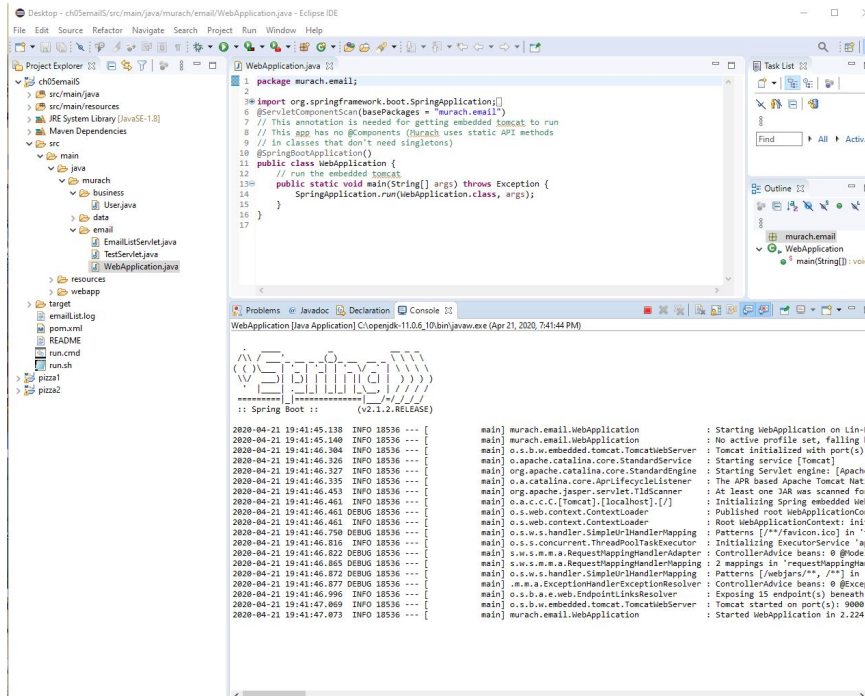 Desktop - ch05emailS/src/main/java/murach/email/WebApplication.java - Eclipse IDE
File Edit Source Refactor Navigate Search Project Run Window Help
Project Explorer
ch05emailS
src/main/java
src/main/resources
JRE System Library [JavaSE-1.8]
Maven Dependencies
src
main
java
murach
business
User.java
data
email
EmailListServlet.java
TestServlet.java
WebApplication.java
resources
webapp
target
emailList.log
pom.xml
README
run.cmd
run.sh
pizza1
pizza2
WebApplication.java
1 package murach.email;
2
3 import org.springframework.boot.SpringApplication;
6 @ServletComponentScan(basePackages = "murach.email")
7 // This annotation is needed for getting embedded tomcat to run
8 // This app has no @Components (Murach uses static API methods
9 // in classes that don't need singletons)
10 @SpringBootApplication()
11 public class WebApplication {
12 // run the embedded tomcat
13 public static void main(String[] args) throws Exception {
14 SpringApplication.run(WebApplication.class, args);
15 }
16 }
17
Task List
Find All Activ
Outline
murach.email
WebApplication
main(String[]) : voi
Problems Javadoc Declaration Console
WebApplication [Java Application] C:\openjdk-11.0.6_10\bin\javaw.exe (Apr 21, 2020, 7:41:44 PM)
Spring
:: Spring Boot :: (v2.1.2.RELEASE)
2020-04-21 19:41:45.138 INFO 18536 --- [ main] murach.email.WebApplication : Starting WebApplication on Lin-
2020-04-21 19:41:45.140 INFO 18536 --- [ main] murach.email.WebApplication : No active profile set, falling
2020-04-21 19:41:46.304 INFO 18536 --- [ main] o.s.b.w.embedded.tomcat.TomcatWebServer : Tomcat initialized with port(s)
2020-04-21 19:41:46.326 INFO 18536 --- [ main] o.apache.catalina.core.StandardService : Starting service [Tomcat]
2020-04-21 19:41:46.327 INFO 18536 --- [ main] org.apache.catalina.core.StandardEngine : Starting Servlet engine: [Apach
2020-04-21 19:41:46.335 INFO 18536 --- [ main] o.a.catalina.core.AprLifecycleListener : The APR based Apache Tomcat Nat
2020-04-21 19:41:46.453 INFO 18536 --- [ main] org.apache.jasper.servlet.TldScanner : At least one JAR was scanned fo
2020-04-21 19:41:46.461 INFO 18536 --- [ main] o.a.c.c.C.[Tomcat].[localhost].[/] : Initializing Spring embedded We
2020-04-21 19:41:46.461 DEBUG 18536 --- [ main] o.s.web.context.ContextLoader : Published root WebApplicationCo
2020-04-21 19:41:46.461 INFO 18536 --- [ main] o.s.web.context.ContextLoader : Root WebApplicationContext: ini
2020-04-21 19:41:46.750 DEBUG 18536 --- [ main] o.s.w.s.handler.SimpleUrlHandlerMapping : Patterns [/**/favicon.ico] in '
2020-04-21 19:41:46.816 INFO 18536 --- [ main] o.s.s.concurrent.ThreadPoolTaskExecutor : Initializing ExecutorService 'a
2020-04-21 19:41:46.822 DEBUG 18536 --- [ main] s.w.s.m.m.a.RequestMappingHandlerAdapter : ControllerAdvice beans: 0 @Mode
2020-04-21 19:41:46.865 DEBUG 18536 --- [ main] s.w.s.m.m.a.RequestMappingHandlerMapping : 2 mappings in 'requestMappingHa
2020-04-21 19:41:46.872 DEBUG 18536 --- [ main] o.s.w.s.handler.SimpleUrlHandlerMapping : Patterns [/webjars/**, /**] in
2020-04-21 19:41:46.877 DEBUG 18536 --- [ main] .m.m.a.ExceptionHandlerExceptionResolver : ControllerAdvice beans: 0 @Exce
2020-04-21 19:41:46.996 INFO 18536 --- [ main] o.s.b.a.e.web.EndpointLinksResolver : Exposing 15 endpoint(s) beneath
2020-04-21 19:41:47.069 INFO 18536 --- [ main] o.s.b.w.embedded.tomcat.TomcatWebServer : Tomcat started on port(s): 9000
2020-04-21 19:41:47.073 INFO 18536 --- [ main] murach.email.WebApplication : Started WebApplication in 2.224